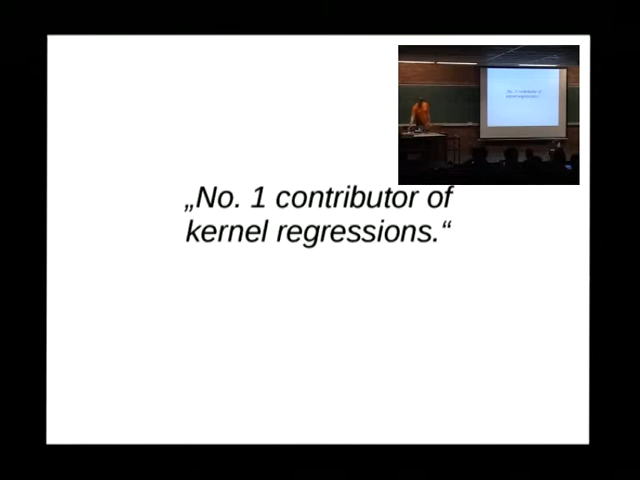 „No. 1 contributor of
kernel regressions.“